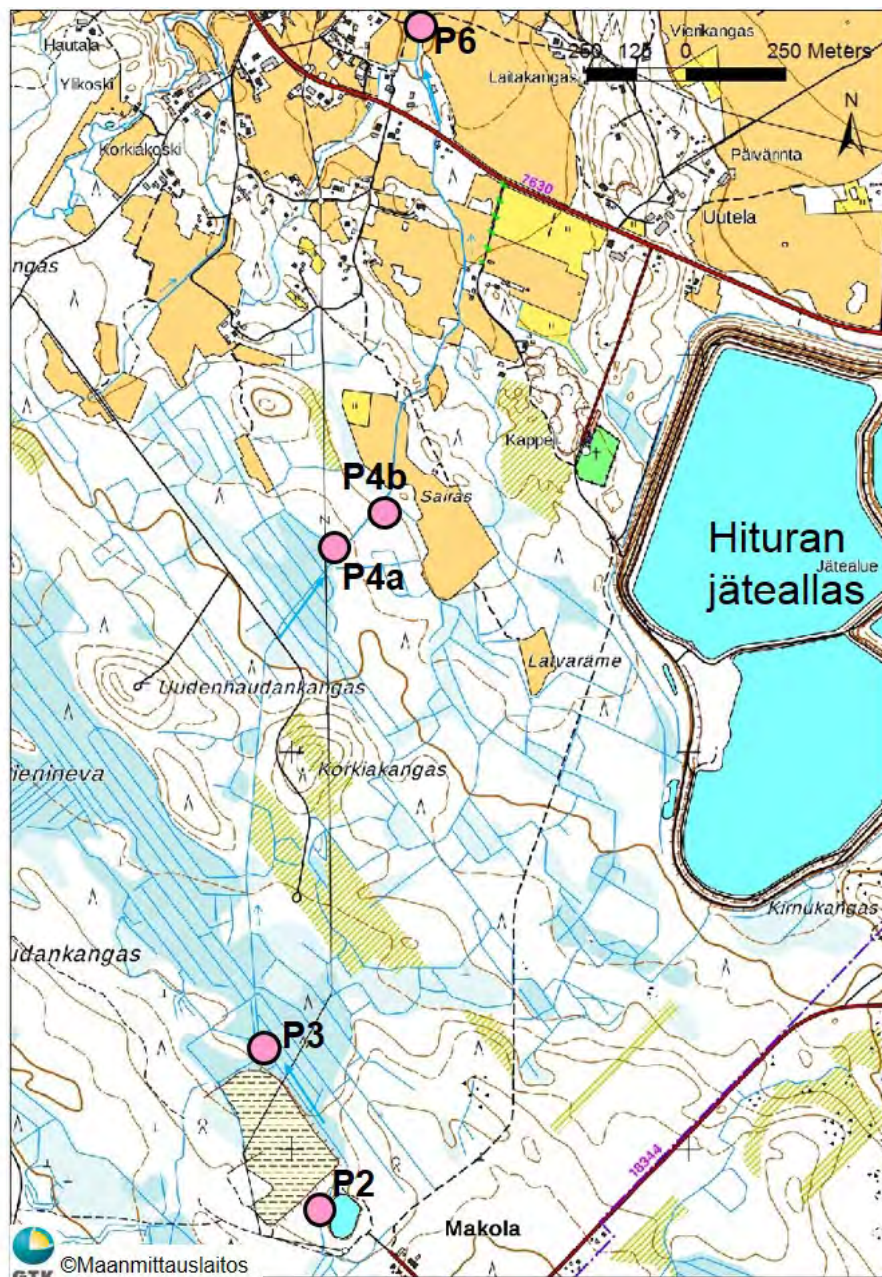 P6
Vierikangas
Hautala
250 125 0 250 Meters
Laitakangas
Ylikoski
N
Korkiakoski
Päivärinta
7630
Uutela
Kappeli
P4b
Sairas
P4a
Hituran
jäteallas
Jätealue
Latvaräme
Uudenhaudankangas
Korkiakangas
Kirnukangas
udankangas
P3
18344
P2
Makola
GTK
©Maanmittauslaitos